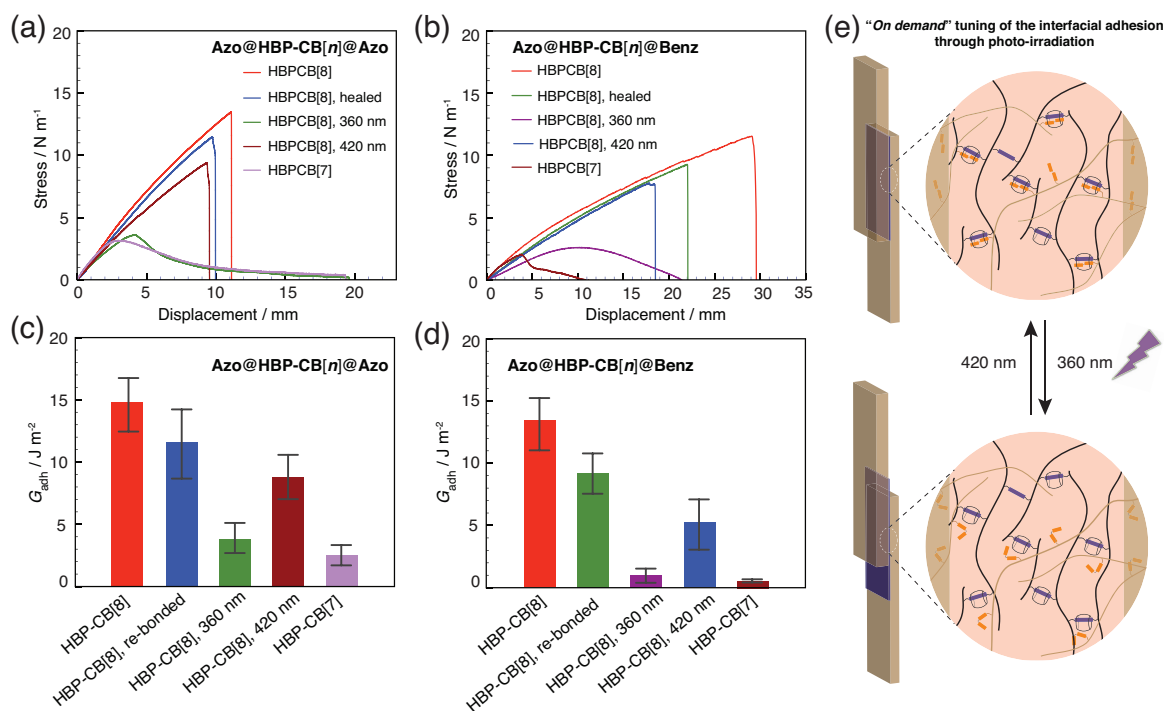 (a)
Azo@HBP-CB[n]@Azo
HBPCB[8]
HBPCB[8], healed
HBPCB[8], 360 nm
HBPCB[8], 420 nm
HBPCB[7]
Stress / N m⁻¹
20
15
10
5
0
0 5 10 15 20
Displacement / mm
(b)
Azo@HBP-CB[n]@Benz
HBPCB[8]
HBPCB[8], healed
HBPCB[8], 360 nm
HBPCB[8], 420 nm
HBPCB[7]
Stress / N m⁻¹
20
15
10
5
0
0 5 10 15 20 25 30 35
Displacement / mm
(c)
Azo@HBP-CB[n]@Azo
G adh / J m⁻²
20
15
10
5
0
HBP-CB[8]
HBP-CB[8], re-bonded
HBP-CB[8], 360 nm
HBP-CB[8], 420 nm
HBP-CB[7]
(d)
Azo@HBP-CB[n]@Benz
G adh / J m⁻²
20
15
10
5
0
HBP-CB[8]
HBP-CB[8], re-bonded
HBP-CB[8], 360 nm
HBP-CB[8], 420 nm
HBP-CB[7]
(e)
“On demand” tuning of the interfacial adhesion
through photo-irradiation
420 nm
360 nm